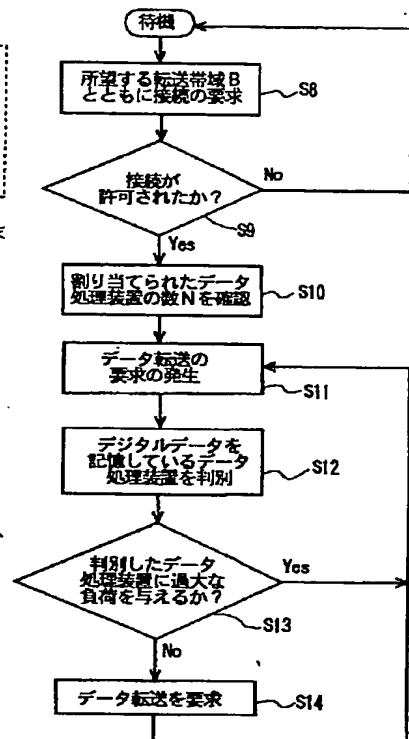 待機
所望する転送帯域B
とともに接続の要求
S8
接続が
許可されたか?
No
S9
Yes
割り当てられたデータ
処理装置の数Nを確認
S10
データ転送の
要求の発生
S11
デジタルデータを
記憶しているデータ
処理装置を判別
S12
判別したデータ
処理装置に過大な
負荷を与えるか?
Yes
S13
No
データ転送を要求
S14